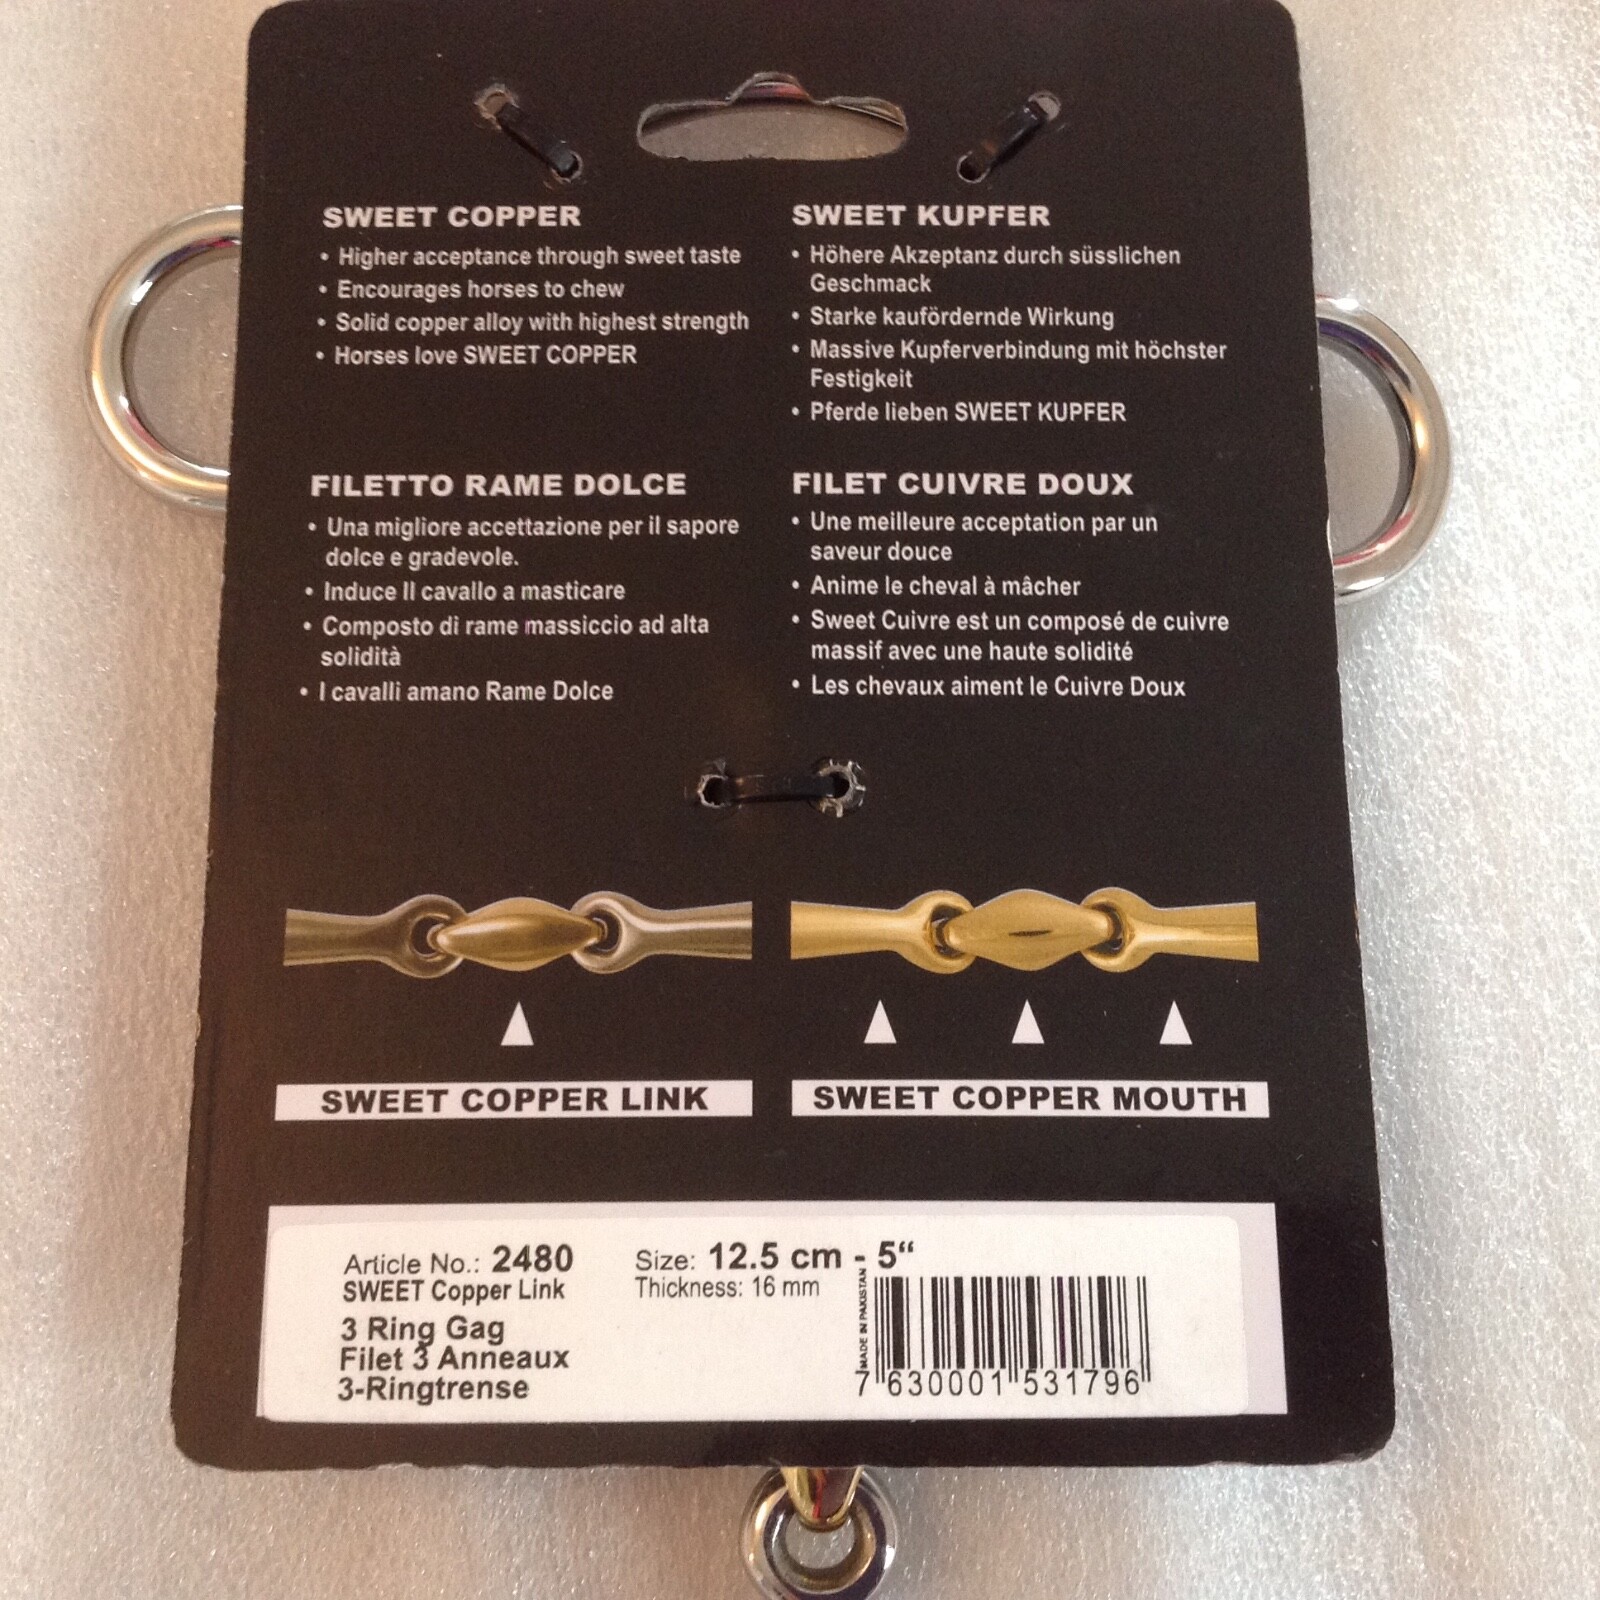 SWEET COPPER
• Higher acceptance through sweet taste
• Encourages horses to chew
• Solid copper alloy with highest strength
• Horses love SWEET COPPER
SWEET KUPFER
• Höhere Akzeptanz durch süsslichen
Geschmack
• Starke kaufördernde Wirkung
• Massive Kupferverbindung mit höchster
Festigkeit
• Pferde lieben SWEET KUPFER
FILETTO RAME DOLCE
• Una migliore accettazione per il sapore
dolce e gradevole.
• Induce Il cavallo a masticare
• Composto di rame massiccio ad alta
solidità
• I cavalli amano Rame Dolce
FILET CUIVRE DOUX
• Une meilleure acceptation par un
saveur douce
• Anime le cheval à mâcher
• Sweet Cuivre est un composé de cuivre
massif avec une haute solidité
• Les chevaux aiment le Cuivre Doux
SWEET COPPER LINK
SWEET COPPER MOUTH
Article No.: 2480
SWEET Copper Link
3 Ring Gag
Filet 3 Anneaux
3-Ringtrense
Size: 12.5 cm - 5“
Thickness: 16 mm
MADE IN PAKISTAN
7 630001 531796